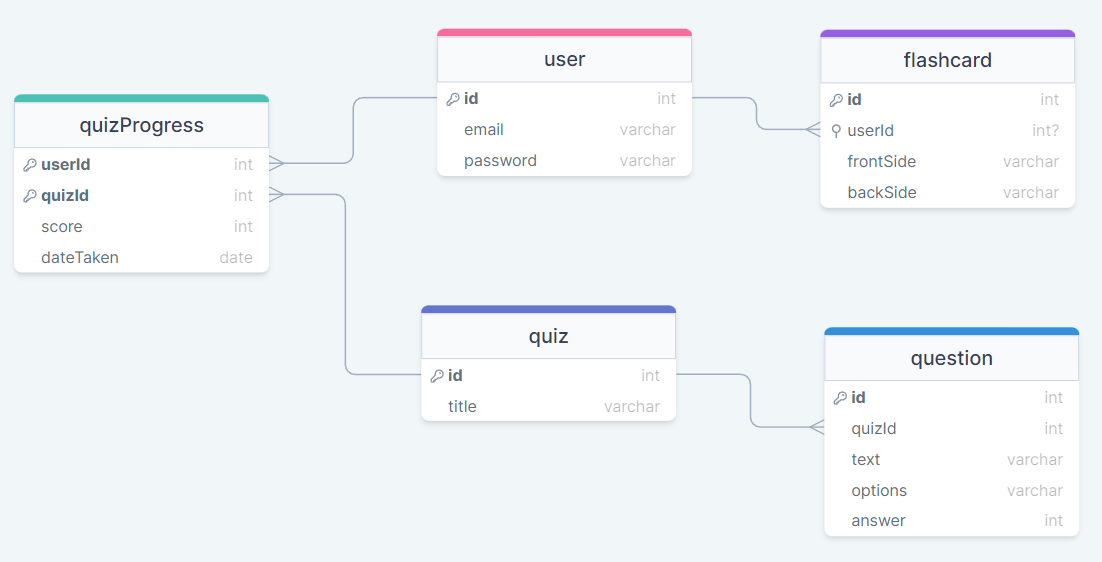 quizProgress
userId int
quizId int
score int
dateTaken date
user
id int
email varchar
password varchar
flashcard
id int
userId int?
frontSide varchar
backSide varchar
quiz
id int
title varchar
question
id int
quizId int
text varchar
options varchar
answer int